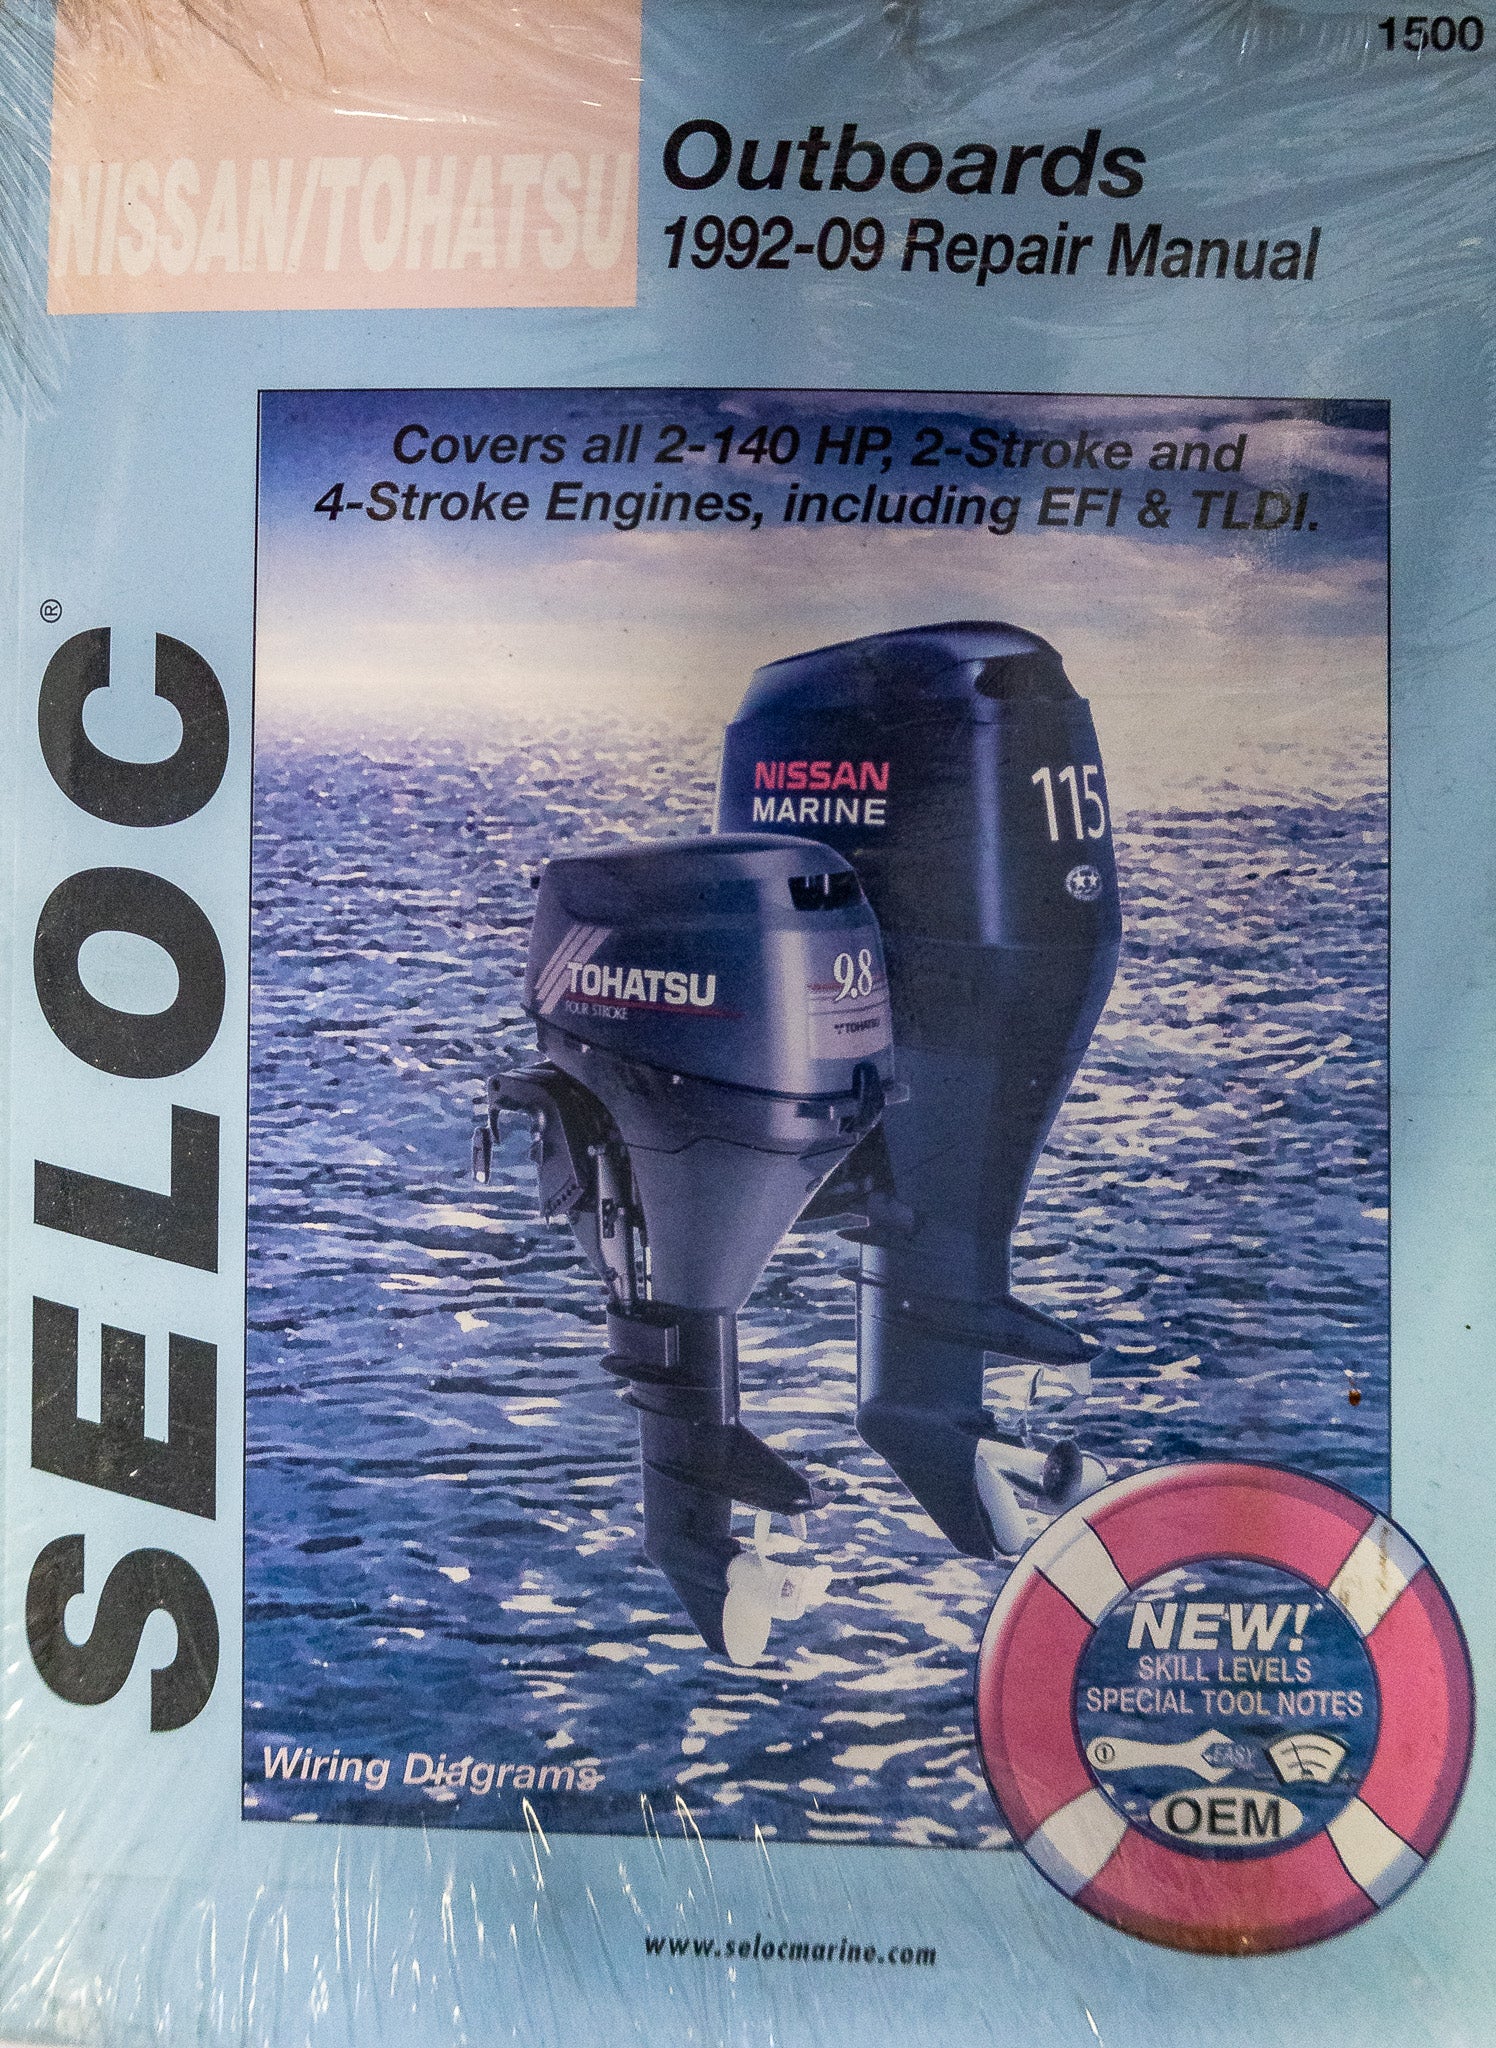 1500
NISSAN/TOHATSU
Outboards
1992-09 Repair Manual
Covers all 2-140 HP, 2-Stroke and
4-Stroke Engines, including EFI & TLDI.
SELOC®
NISSAN
MARINE
115
TOHATSU
FOUR STROKE
9.8
TOHATSU
NEW!
SKILL LEVELS
SPECIAL TOOL NOTES
EASY
OEM
Wiring Diagrams
www.selocmarine.com